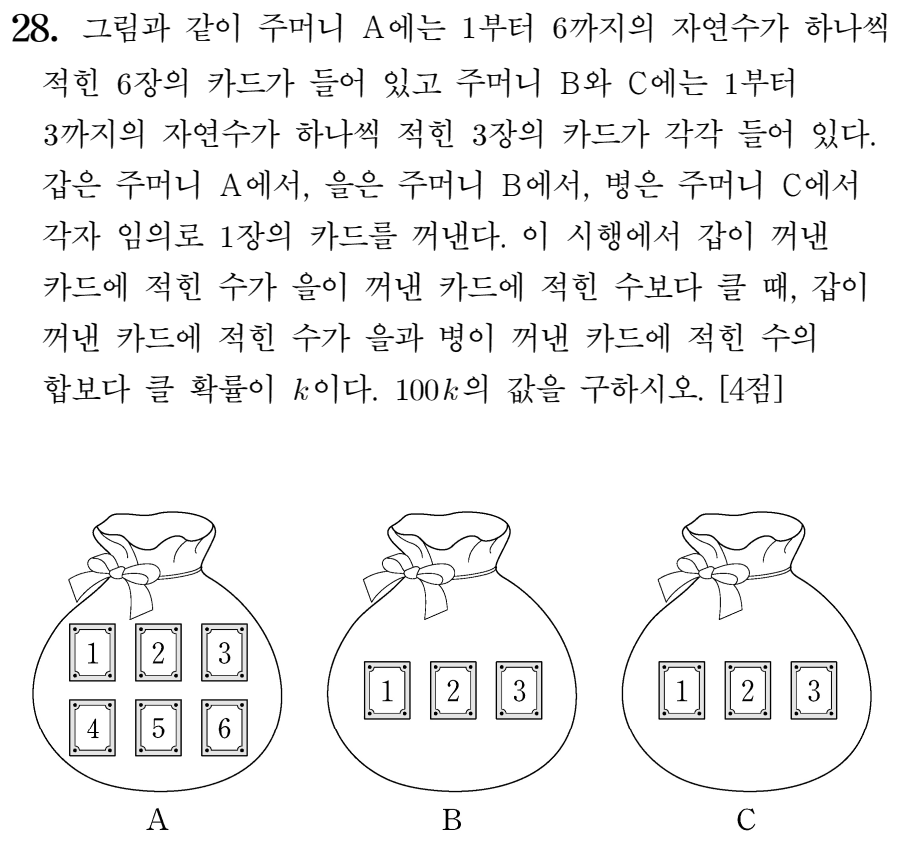 28. 그림과 같이 주머니 A에는 1부터 6까지의 자연수가 하나씩
적힌 6장의 카드가 들어 있고 주머니 B와 C에는 1부터
3까지의 자연수가 하나씩 적힌 3장의 카드가 각각 들어 있다.
갑은 주머니 A에서, 을은 주머니 B에서, 병은 주머니 C에서
각자 임의로 1장의 카드를 꺼낸다. 이 시행에서 갑이 꺼낸
카드에 적힌 수가 을이 꺼낸 카드에 적힌 수보다 클 때, 갑이
꺼낸 카드에 적힌 수가 을과 병이 꺼낸 카드에 적힌 수의
합보다 클 확률이 k이다. 100k의 값을 구하시오. [4점]
1 2 3
4 5 6
1 2 3
1 2 3
A B C